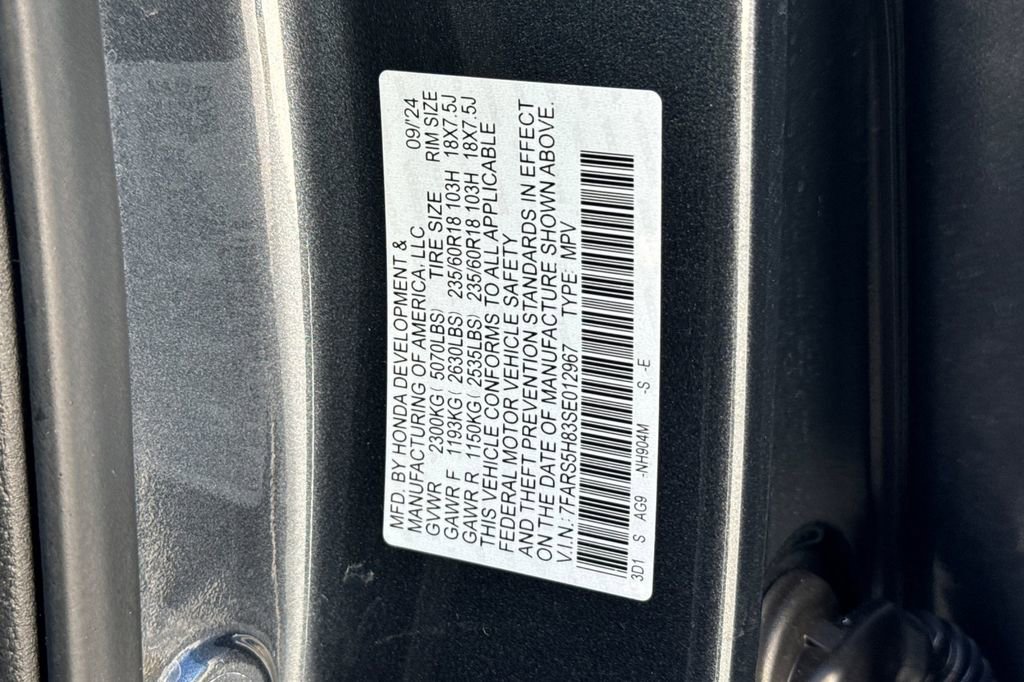 MFD. BY HONDA DEVELOPMENT &
MANUFACTURING OF AMERICA, LLC 09/'24
GVWR 2300KG( 5070LBS) TIRE SIZE RIM SIZE
GAWR F 1193KG( 2630LBS) 235/60R18 103H 18X7.5J
GAWR R 1150KG( 2535LBS) 235/60R18 103H 18X7.5J
THIS VEHICLE CONFORMS TO ALL APPLICABLE
FEDERAL MOTOR VEHICLE SAFETY
AND THEFT PREVENTION STANDARDS IN EFFECT
ON THE DATE OF MANUFACTURE SHOWN ABOVE.
V.I.N.: 7FARS5H83SE012967 TYPE: MPV
3D1 S AG9 -NH904M -S -E